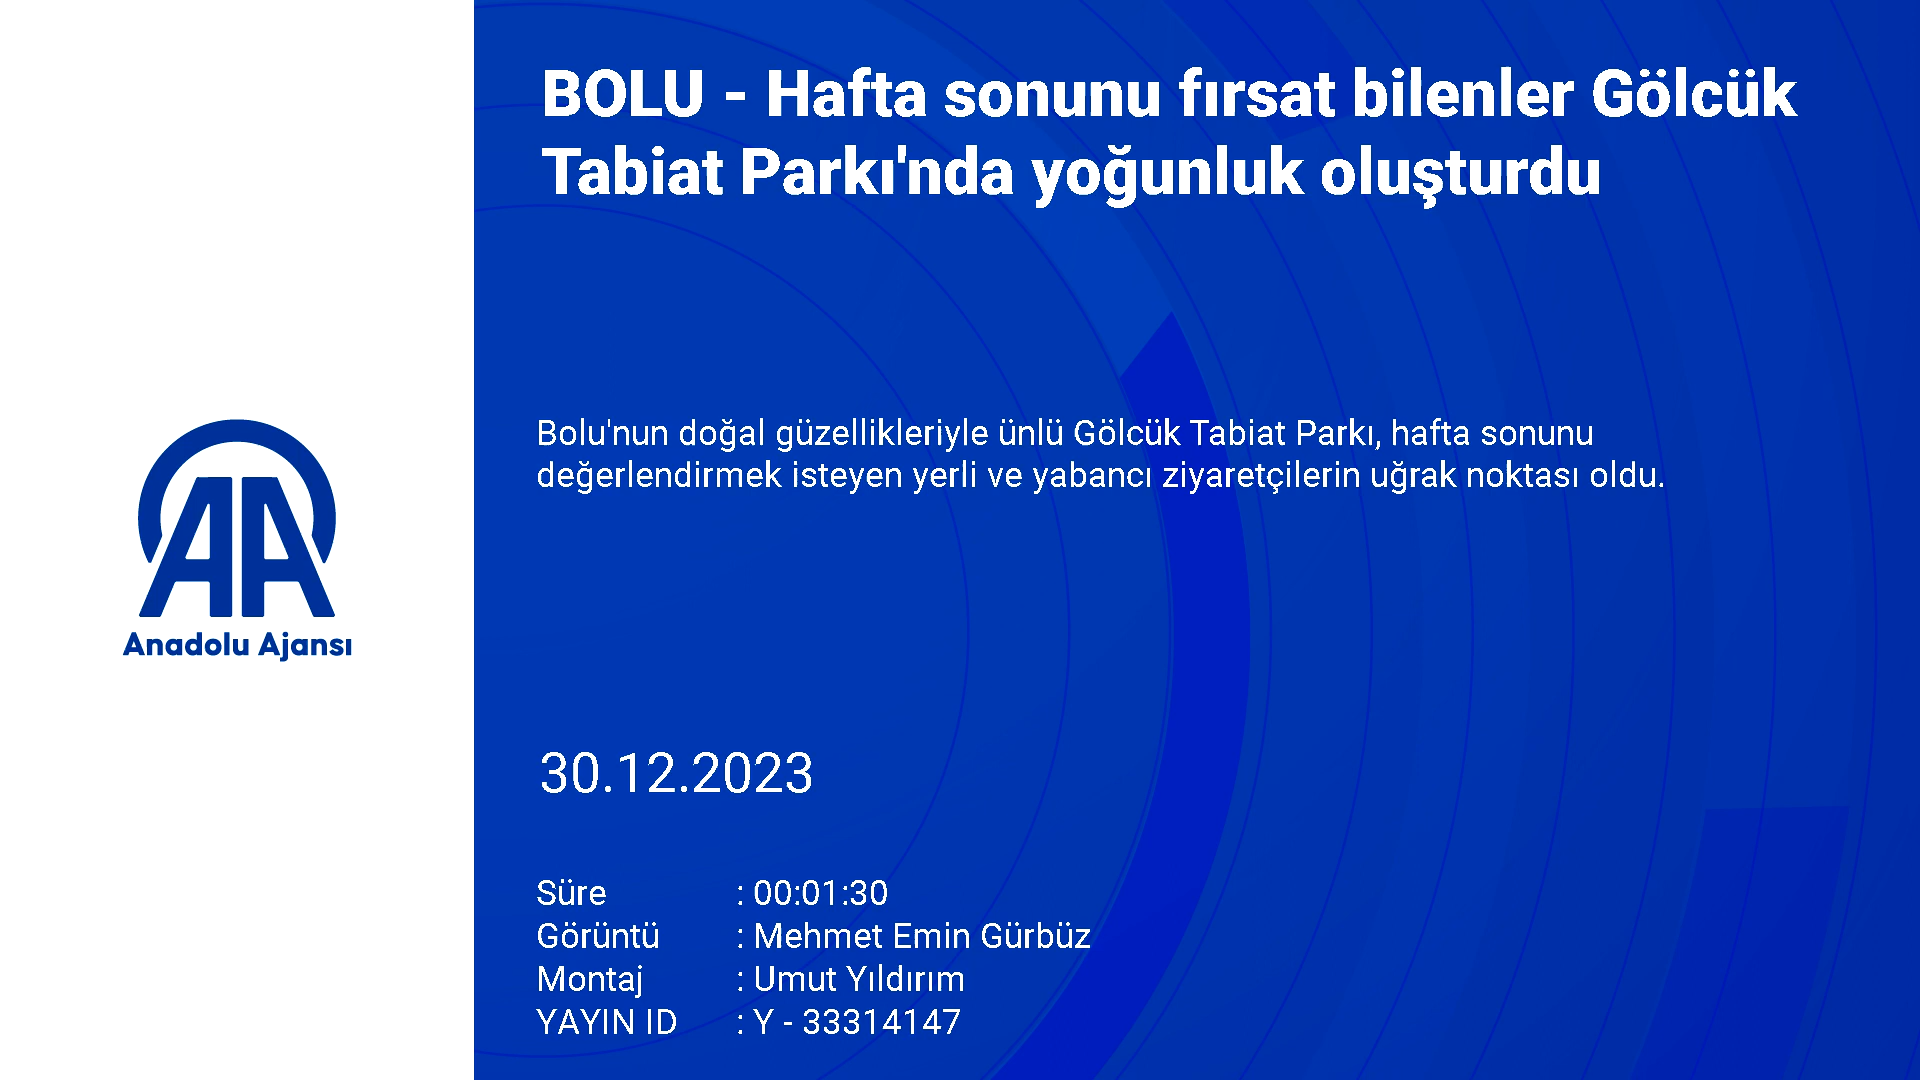 BOLU - Hafta sonunu fırsat bilenler Gölcük
Tabiat Parkı'nda yoğunluk oluşturdu
Bolu'nun doğal güzellikleriyle ünlü Gölcük Tabiat Parkı, hafta sonunu
değerlendirmek isteyen yerli ve yabancı ziyaretçilerin uğrak noktası oldu.
AA
Anadolu Ajansı
30.12.2023
Süre : 00:01:30
Görüntü : Mehmet Emin Gürbüz
Montaj : Umut Yıldırım
YAYIN ID : Y - 33314147